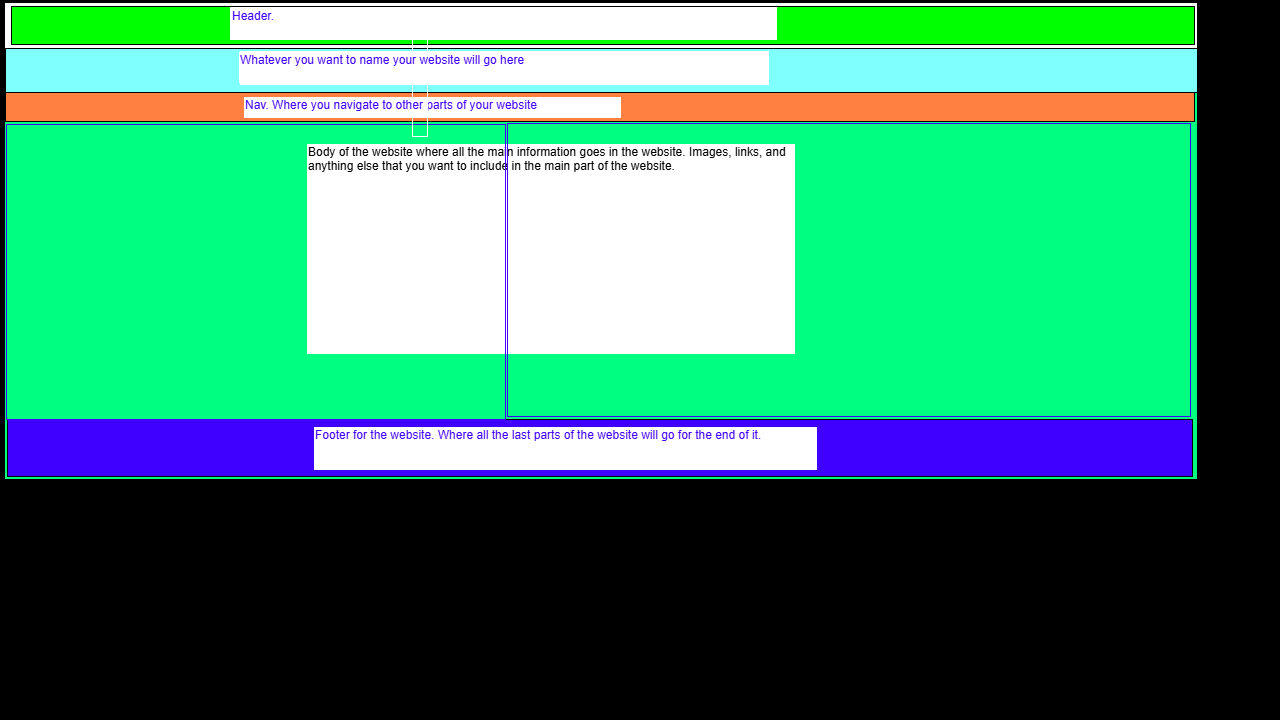 Header.
Whatever you want to name your website will go here
Nav. Where you navigate to other parts of your website
Body of the website where all the main information goes in the website. Images, links, and
anything else that you want to include in the main part of the website.
Footer for the website. Where all the last parts of the website will go for the end of it.